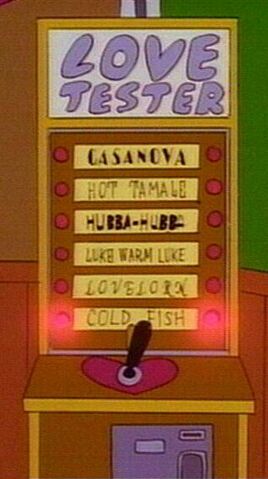 LOVE
TESTER
CASANOVA
HOT TAMALE
HUBBA-HUBBA
LUKE WARM LUKE
LOVELORN
COLD FISH